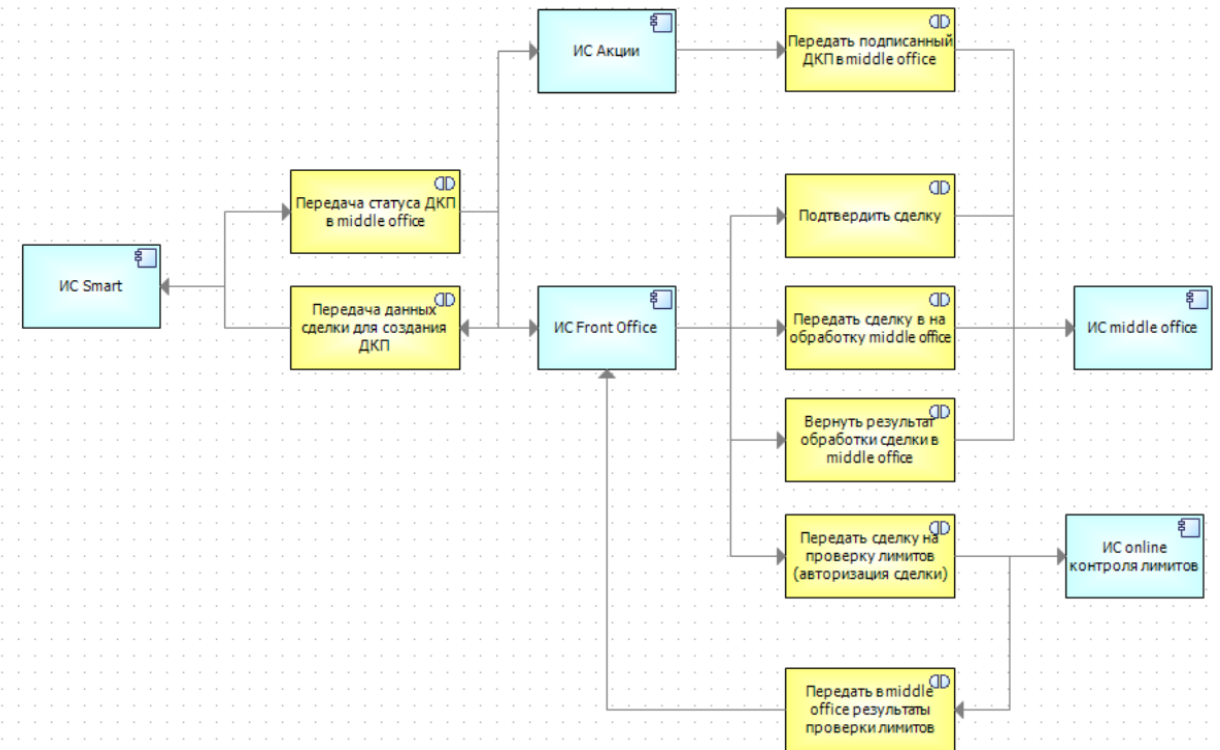 ИС Акции
Передать подписанный
ДКП в middle office
Передача статуса ДКП
в middle office
Подтвердить сделку
ИС Smart
Передача данных
сделки для создания
ДКП
ИС Front Office
Передать сделку в на
обработку middle office
ИС middle office
Вернуть результат
обработки сделки в
middle office
Передать сделку на
проверку лимитов
(авторизация сделки)
ИС online
контроля лимитов
Передать в middle
office результаты
проверки лимитов